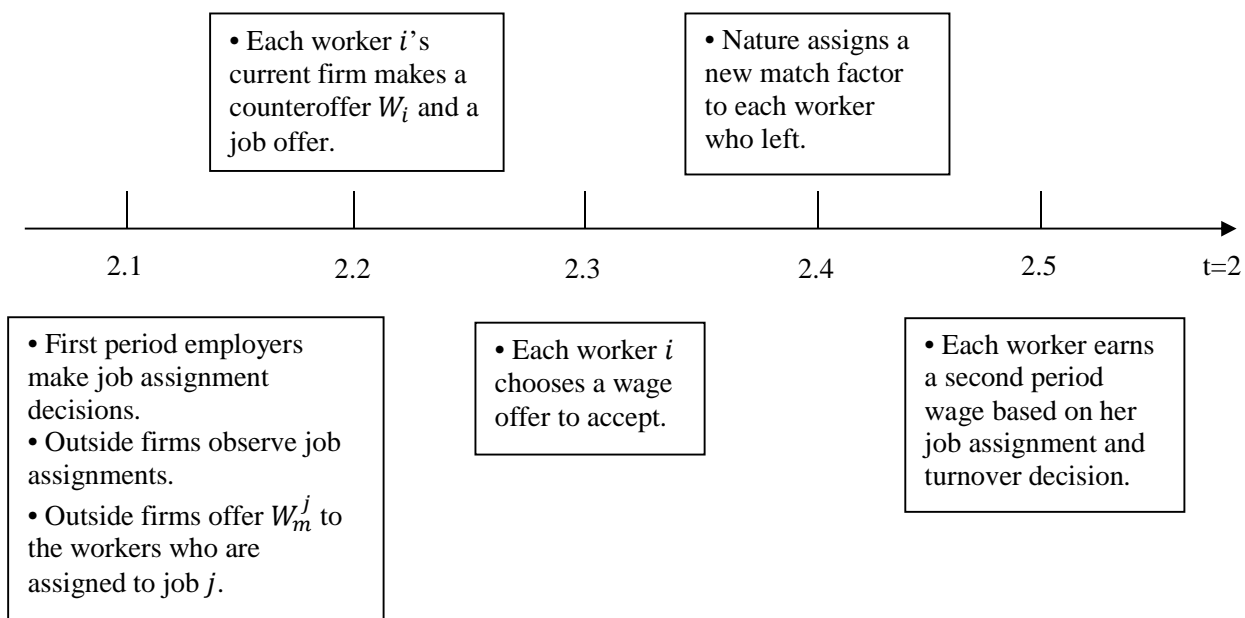 • Each worker 𝑖's
current firm makes a
counteroffer 𝑊𝑖 and a
job offer.
• Nature assigns a
new match factor
to each worker
who left.
2.1
2.2
2.3
2.4
2.5
t=2
• First period employers
make job assignment
decisions.
• Outside firms observe job
assignments.
• Outside firms offer 𝑊𝑚𝑗 to
the workers who are
assigned to job 𝑗.
• Each worker 𝑖
chooses a wage
offer to accept.
• Each worker earns
a second period
wage based on her
job assignment and
turnover decision.